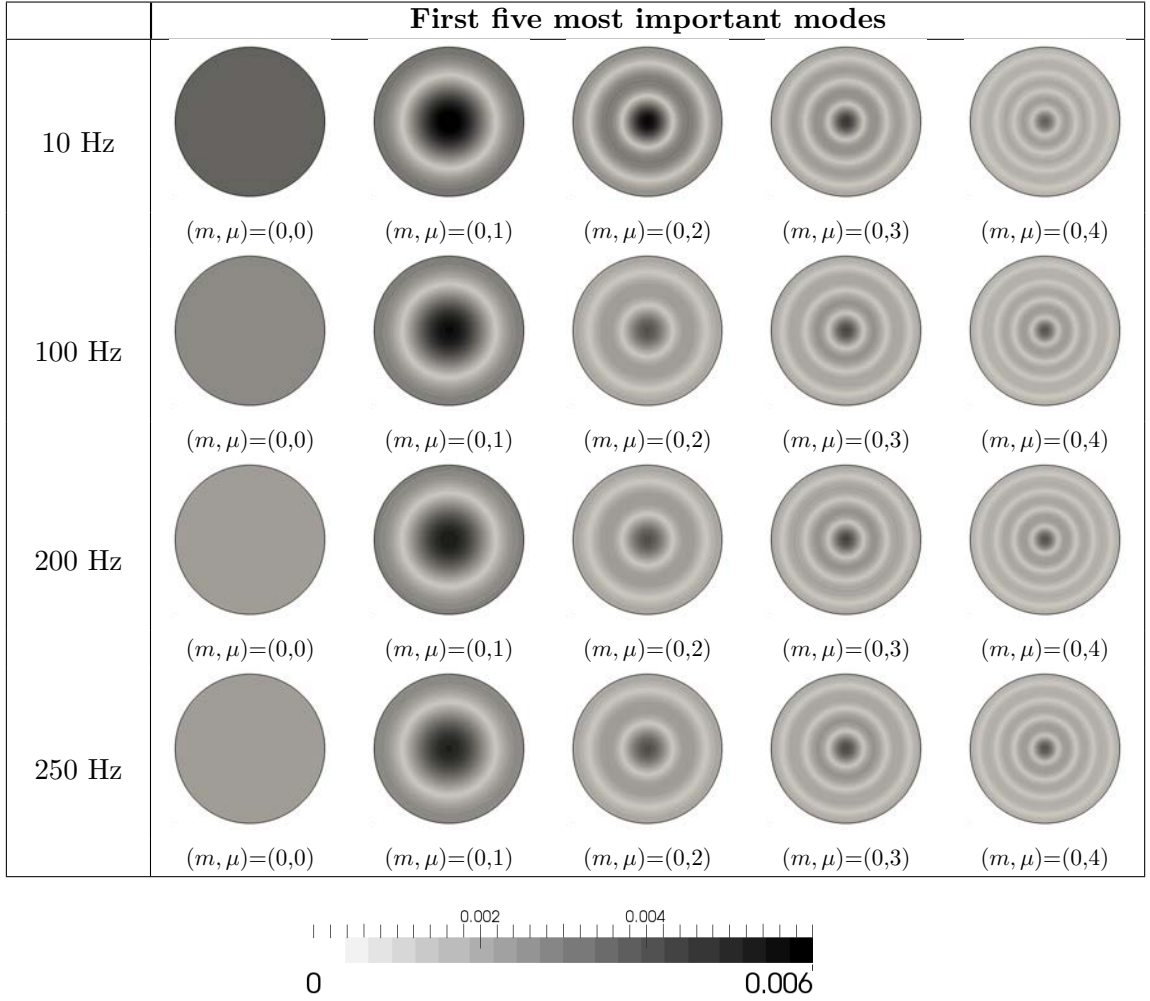 First five most important modes
10 Hz
(m, μ)=(0,0) (m, μ)=(0,1) (m, μ)=(0,2) (m, μ)=(0,3) (m, μ)=(0,4)
100 Hz
(m, μ)=(0,0) (m, μ)=(0,1) (m, μ)=(0,2) (m, μ)=(0,3) (m, μ)=(0,4)
200 Hz
(m, μ)=(0,0) (m, μ)=(0,1) (m, μ)=(0,2) (m, μ)=(0,3) (m, μ)=(0,4)
250 Hz
(m, μ)=(0,0) (m, μ)=(0,1) (m, μ)=(0,2) (m, μ)=(0,3) (m, μ)=(0,4)
0.002 0.004
0 0.006